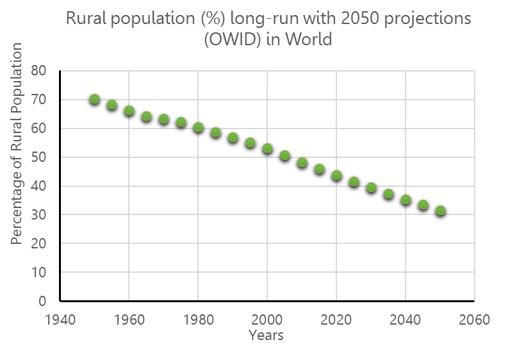 Rural population (%) long-run with 2050 projections
(OWID) in World
Percentage of Rural Population
80
70
60
50
40
30
20
10
0
1940 1960 1980 2000 2020 2040 2060
Years